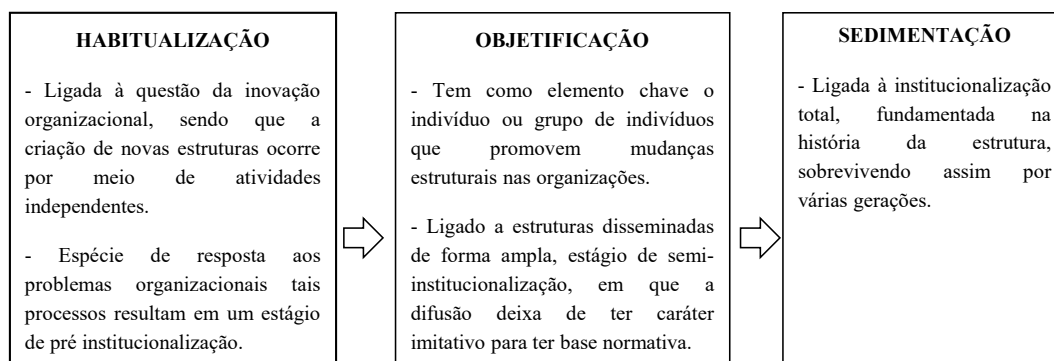 HABITUALIZAÇÃO
- Ligada à questão da inovação
organizacional, sendo que a
criação de novas estruturas ocorre
por meio de atividades
independentes.
- Espécie de resposta aos
problemas organizacionais tais
processos resultam em um estágio
de pré institucionalização.
OBJETIFICAÇÃO
- Tem como elemento chave o
indivíduo ou grupo de indivíduos
que promovem mudanças
estruturais nas organizações.
- Ligado a estruturas disseminadas
de forma ampla, estágio de semi-
institucionalização, em que a
difusão deixa de ter caráter
imitativo para ter base normativa.
SEDIMENTAÇÃO
- Ligada à institucionalização
total, fundamentada na
história da estrutura,
sobrevivendo assim por
várias gerações.